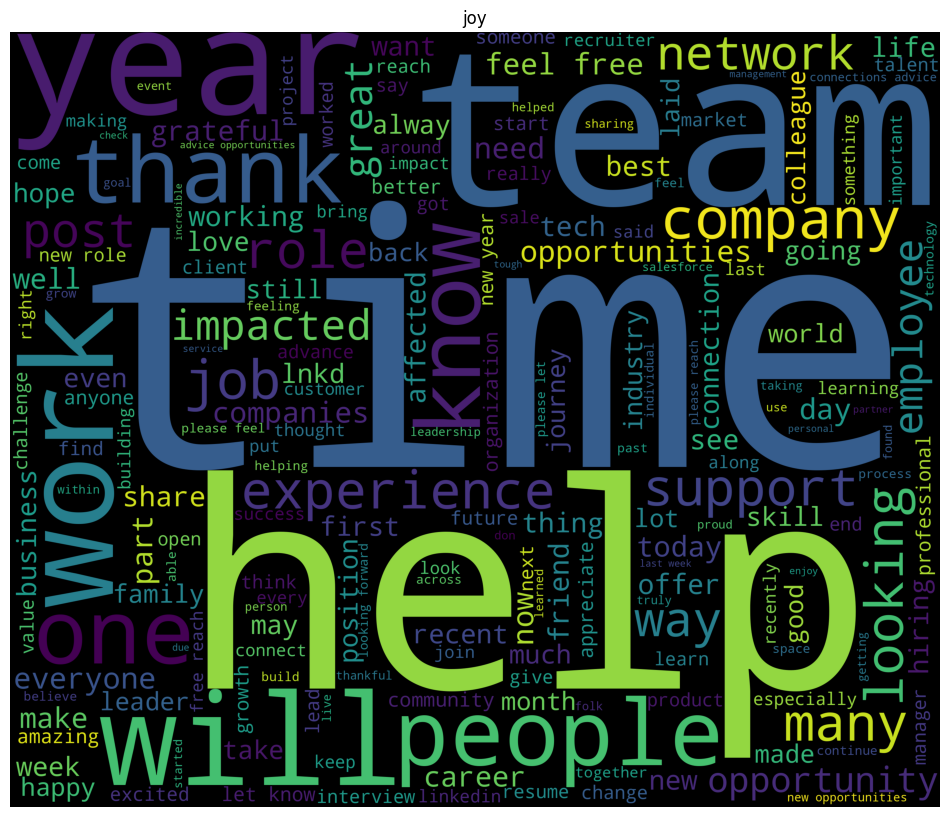 joy
year
team
want
someone
recruiter
network
life
reach
feel free
management
connections advice
talent
event
say
great
project
worked
helped
laid
colleague
something
important
making
check
grateful
alway
start
sharing
market
come
advice opportunities
thank
around
impact
need
really
best
hope
goal
better
feel
incredible
working
bring
got
sale
tech
said
company
post
love
role
back
know
new year
opportunities
last
going
new role
client
tough
salesforce
employee
technology
well
grow
still
feeling
affected
connection
right
time
impacted
organization
please let
journey
industry
individual
please reach
world
service
advance
work
even
job
lnkd
customer
taking
learning
anyone
companies
day
use
partner
challenge
building
please feel
put
thought
leadership
past
see
personal
found
find
helping
along
process
business
within
share
experience
support
professional
part
success
first
future
don
thing
lot
proud
skill
end
looking
open
able
help
look
across
now
next
learned
friend
appreciate
today
last week
enjoy
family
think
every
position
looking forward
offer
truly
recently
good
hiring
value
one
due
free reach
person
may
connect
recent
join
much
way
learn
space
getting
everyone
build
thankful
give
believe
leader
growth
will
lead
live
community
people
month
folk
product
especially
many
manager
make
amazing
started
take
keep
career
together
made
continue
week
happy
excited
let know
interview
linkedin
resume
change
new
opportunity
new opportunities